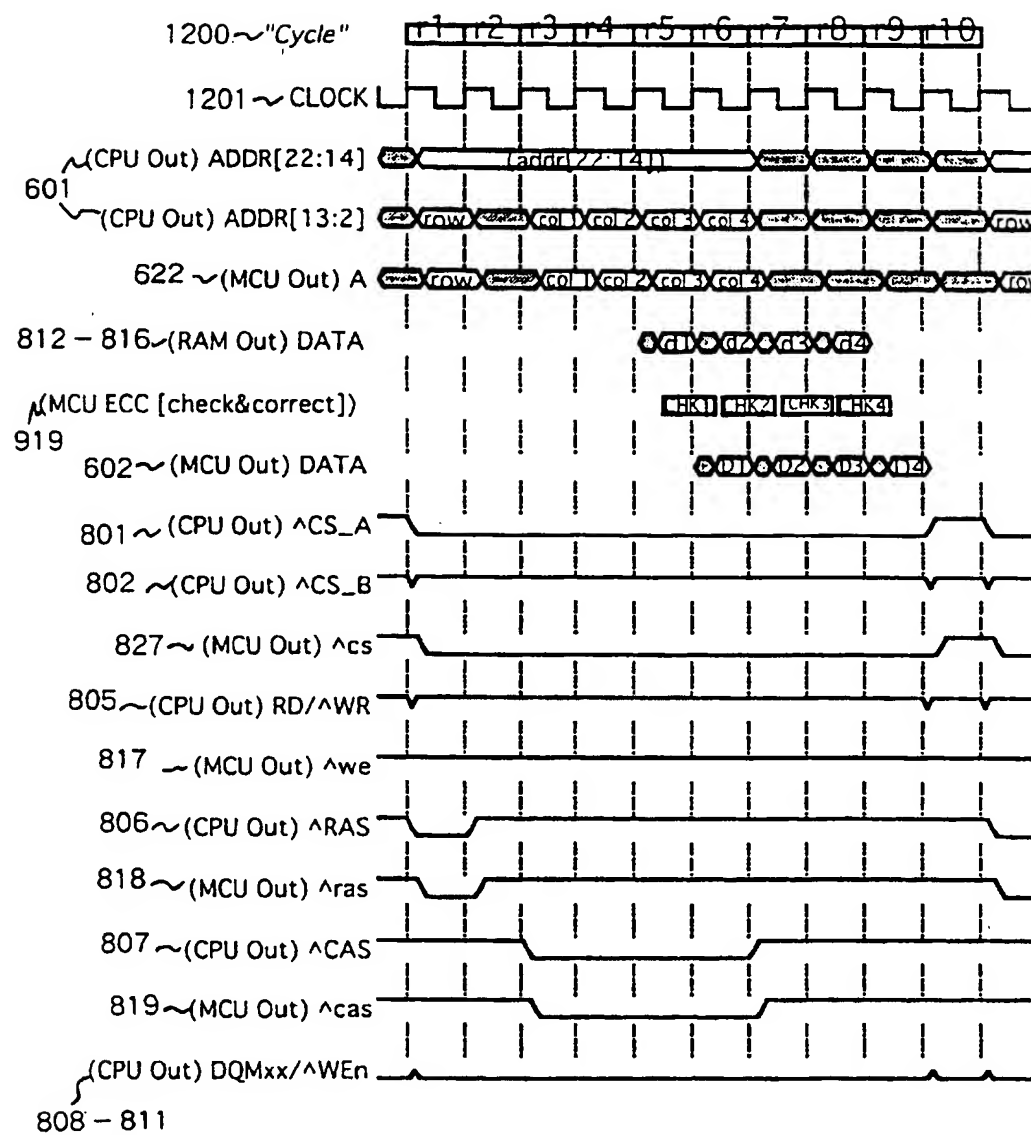 1200 "Cycle" r1 r2 r3 r4 r5 r6 r7 r8 r9 r10
1201 CLOCK
(CPU Out) ADDR[22:14] (addr[22:14])
601
(CPU Out) ADDR[13:2] row col 1 col 2 col 3 col 4 row
622 (MCU Out) A row col 1 col 2 col 3 col 4 row
812 – 816 (RAM Out) DATA d1 d2 d3 d4
(MCU ECC [check&correct]) CHK1 CHK2 CHK3 CHK4
919
602 (MCU Out) DATA D1 D2 D3 D4
801 (CPU Out) ^CS_A
802 (CPU Out) ^CS_B
827 (MCU Out) ^cs
805 (CPU Out) RD/^WR
817 (MCU Out) ^we
806 (CPU Out) ^RAS
818 (MCU Out) ^ras
807 (CPU Out) ^CAS
819 (MCU Out) ^cas
(CPU Out) DQMxx/^WEn
808 – 811